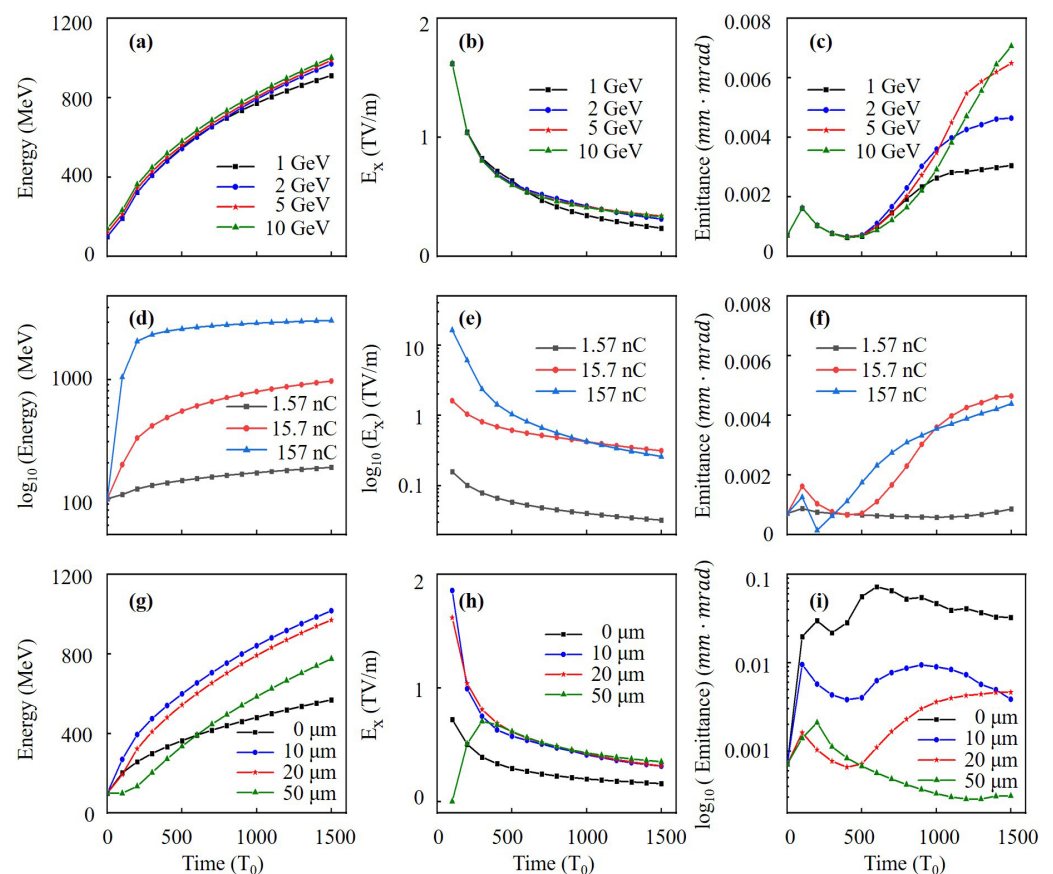 (a)
Energy (MeV)
1200
800
400
0
1 GeV
2 GeV
5 GeV
10 GeV
(b)
Eₓ (TV/m)
2
1
0
1 GeV
2 GeV
5 GeV
10 GeV
(c)
Emittance (mm · mrad)
0.008
0.006
0.004
0.002
0
1 GeV
2 GeV
5 GeV
10 GeV
(d)
log₁₀(Energy) (MeV)
1000
100
1.57 nC
15.7 nC
157 nC
(e)
log₁₀(Eₓ) (TV/m)
10
1
0.1
1.57 nC
15.7 nC
157 nC
(f)
Emittance (mm · mrad)
0.008
0.006
0.004
0.002
0
1.57 nC
15.7 nC
157 nC
(g)
Energy (MeV)
1200
800
400
0
0 μm
10 μm
20 μm
50 μm
0 500 1000 1500
Time (T₀)
(h)
Eₓ (TV/m)
2
1
0
0 μm
10 μm
20 μm
50 μm
0 500 1000 1500
Time (T₀)
(i)
log₁₀( Emittance) (mm · mrad)
0.1
0.01
0.001
0 μm
10 μm
20 μm
50 μm
0 500 1000 1500
Time (T₀)